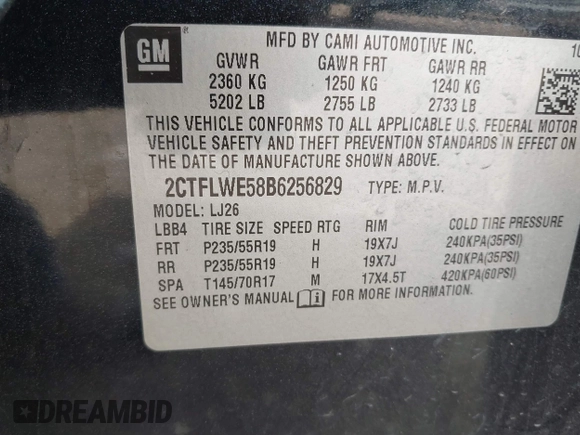 GM
MFD BY CAMI AUTOMOTIVE INC.
GVWR GAWR FRT GAWR RR
2360 KG 1250 KG 1240 KG
5202 LB 2755 LB 2733 LB
THIS VEHICLE CONFORMS TO ALL APPLICABLE U.S. FEDERAL MOTOR
VEHICLE SAFETY AND THEFT PREVENTION STANDARDS IN EFFECT ON
DATE OF MANUFACTURE SHOWN ABOVE.
2CTFLWE58B6256829 TYPE: M.P.V.
MODEL: LJ26
LBB4 TIRE SIZE SPEED RTG RIM COLD TIRE PRESSURE
FRT P235/55R19 H 19X7J 240KPA(35PSI)
RR P235/55R19 H 19X7J 240KPA(35PSI)
SPA T145/70R17 M 17X4.5T 420KPA(60PSI)
SEE OWNER'S MANUAL FOR MORE INFORMATION.
DREAMBID